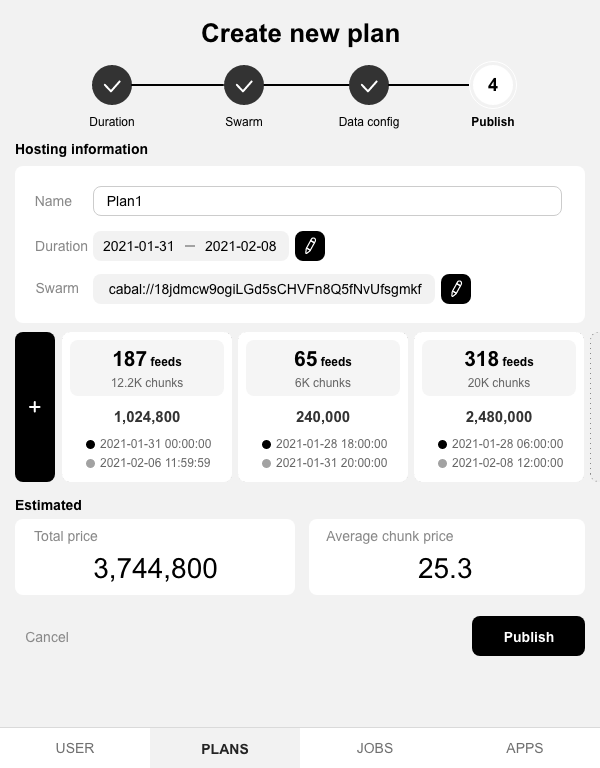 Create new plan
4
Duration
Swarm
Data config
Publish
Hosting information
Name
Plan1
Duration
2021-01-31 — 2021-02-08
Swarm
cabal://18jdmcw9ogiLGd5sCHVFn8Q5fNvUfsgmkf
+
187 feeds
12.2K chunks
1,024,800
2021-01-31 00:00:00
2021-02-06 11:59:59
65 feeds
6K chunks
240,000
2021-01-28 18:00:00
2021-01-31 20:00:00
318 feeds
20K chunks
2,480,000
2021-01-28 06:00:00
2021-02-08 12:00:00
Estimated
Total price
3,744,800
Average chunk price
25.3
Cancel
Publish
USER
PLANS
JOBS
APPS